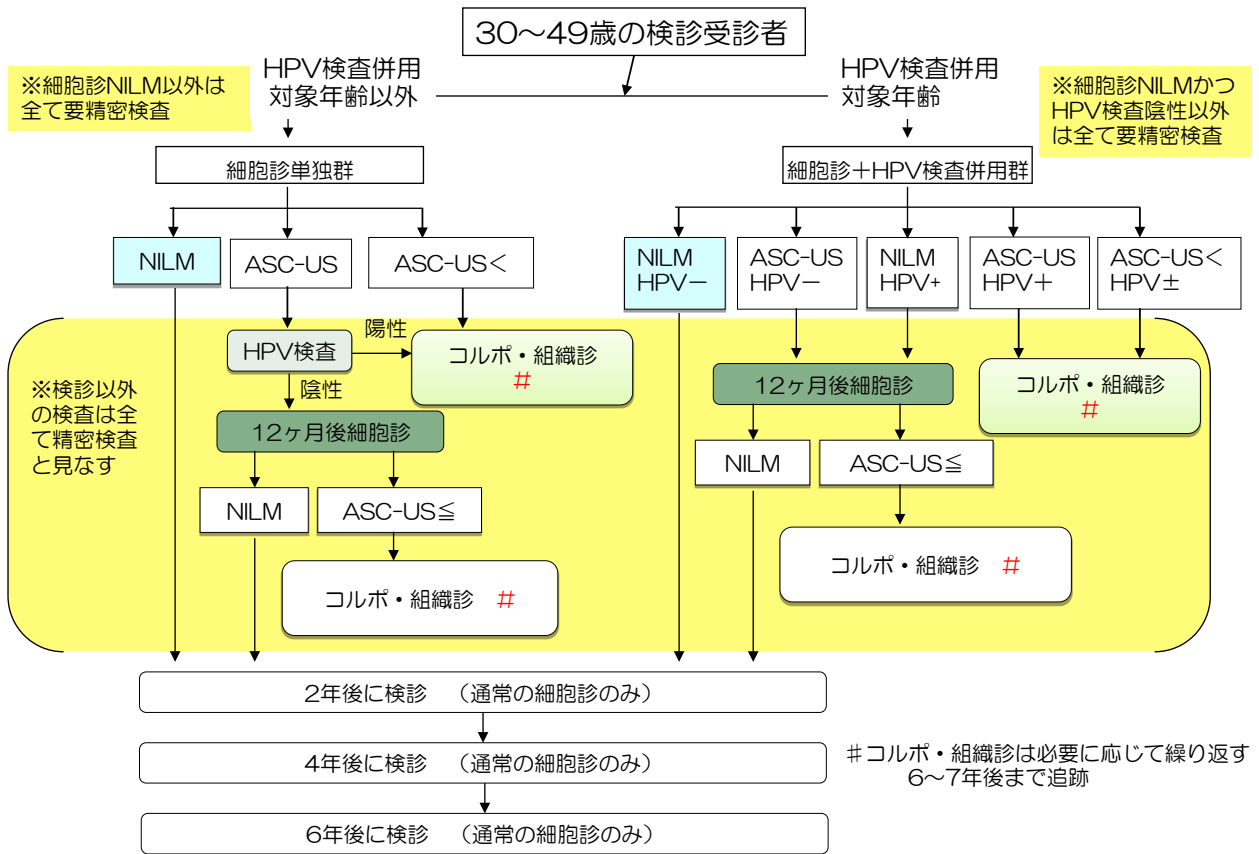 30～49歳の検診受診者
※細胞診NILM以外は
全て要精密検査
HPV検査併用
対象年齢以外
HPV検査併用
対象年齢
※細胞診NILMかつ
HPV検査陰性以外
は全て要精密検査
細胞診単独群
細胞診＋HPV検査併用群
NILM
ASC-US
ASC-US＜
NILM
HPV－
ASC-US
HPV－
NILM
HPV+
ASC-US
HPV＋
ASC-US＜
HPV±
HPV検査
陽性
コルポ・組織診
＃
陰性
12ヶ月後細胞診
NILM
ASC-US≦
コルポ・組織診　＃
※検診以外
の検査は全
て精密検査
と見なす
12ヶ月後細胞診
コルポ・組織診
＃
NILM
ASC-US≦
コルポ・組織診　＃
2年後に検診　（通常の細胞診のみ）
4年後に検診　（通常の細胞診のみ）
6年後に検診　（通常の細胞診のみ）
＃コルポ・組織診は必要に応じて繰り返す
6～7年後まで追跡